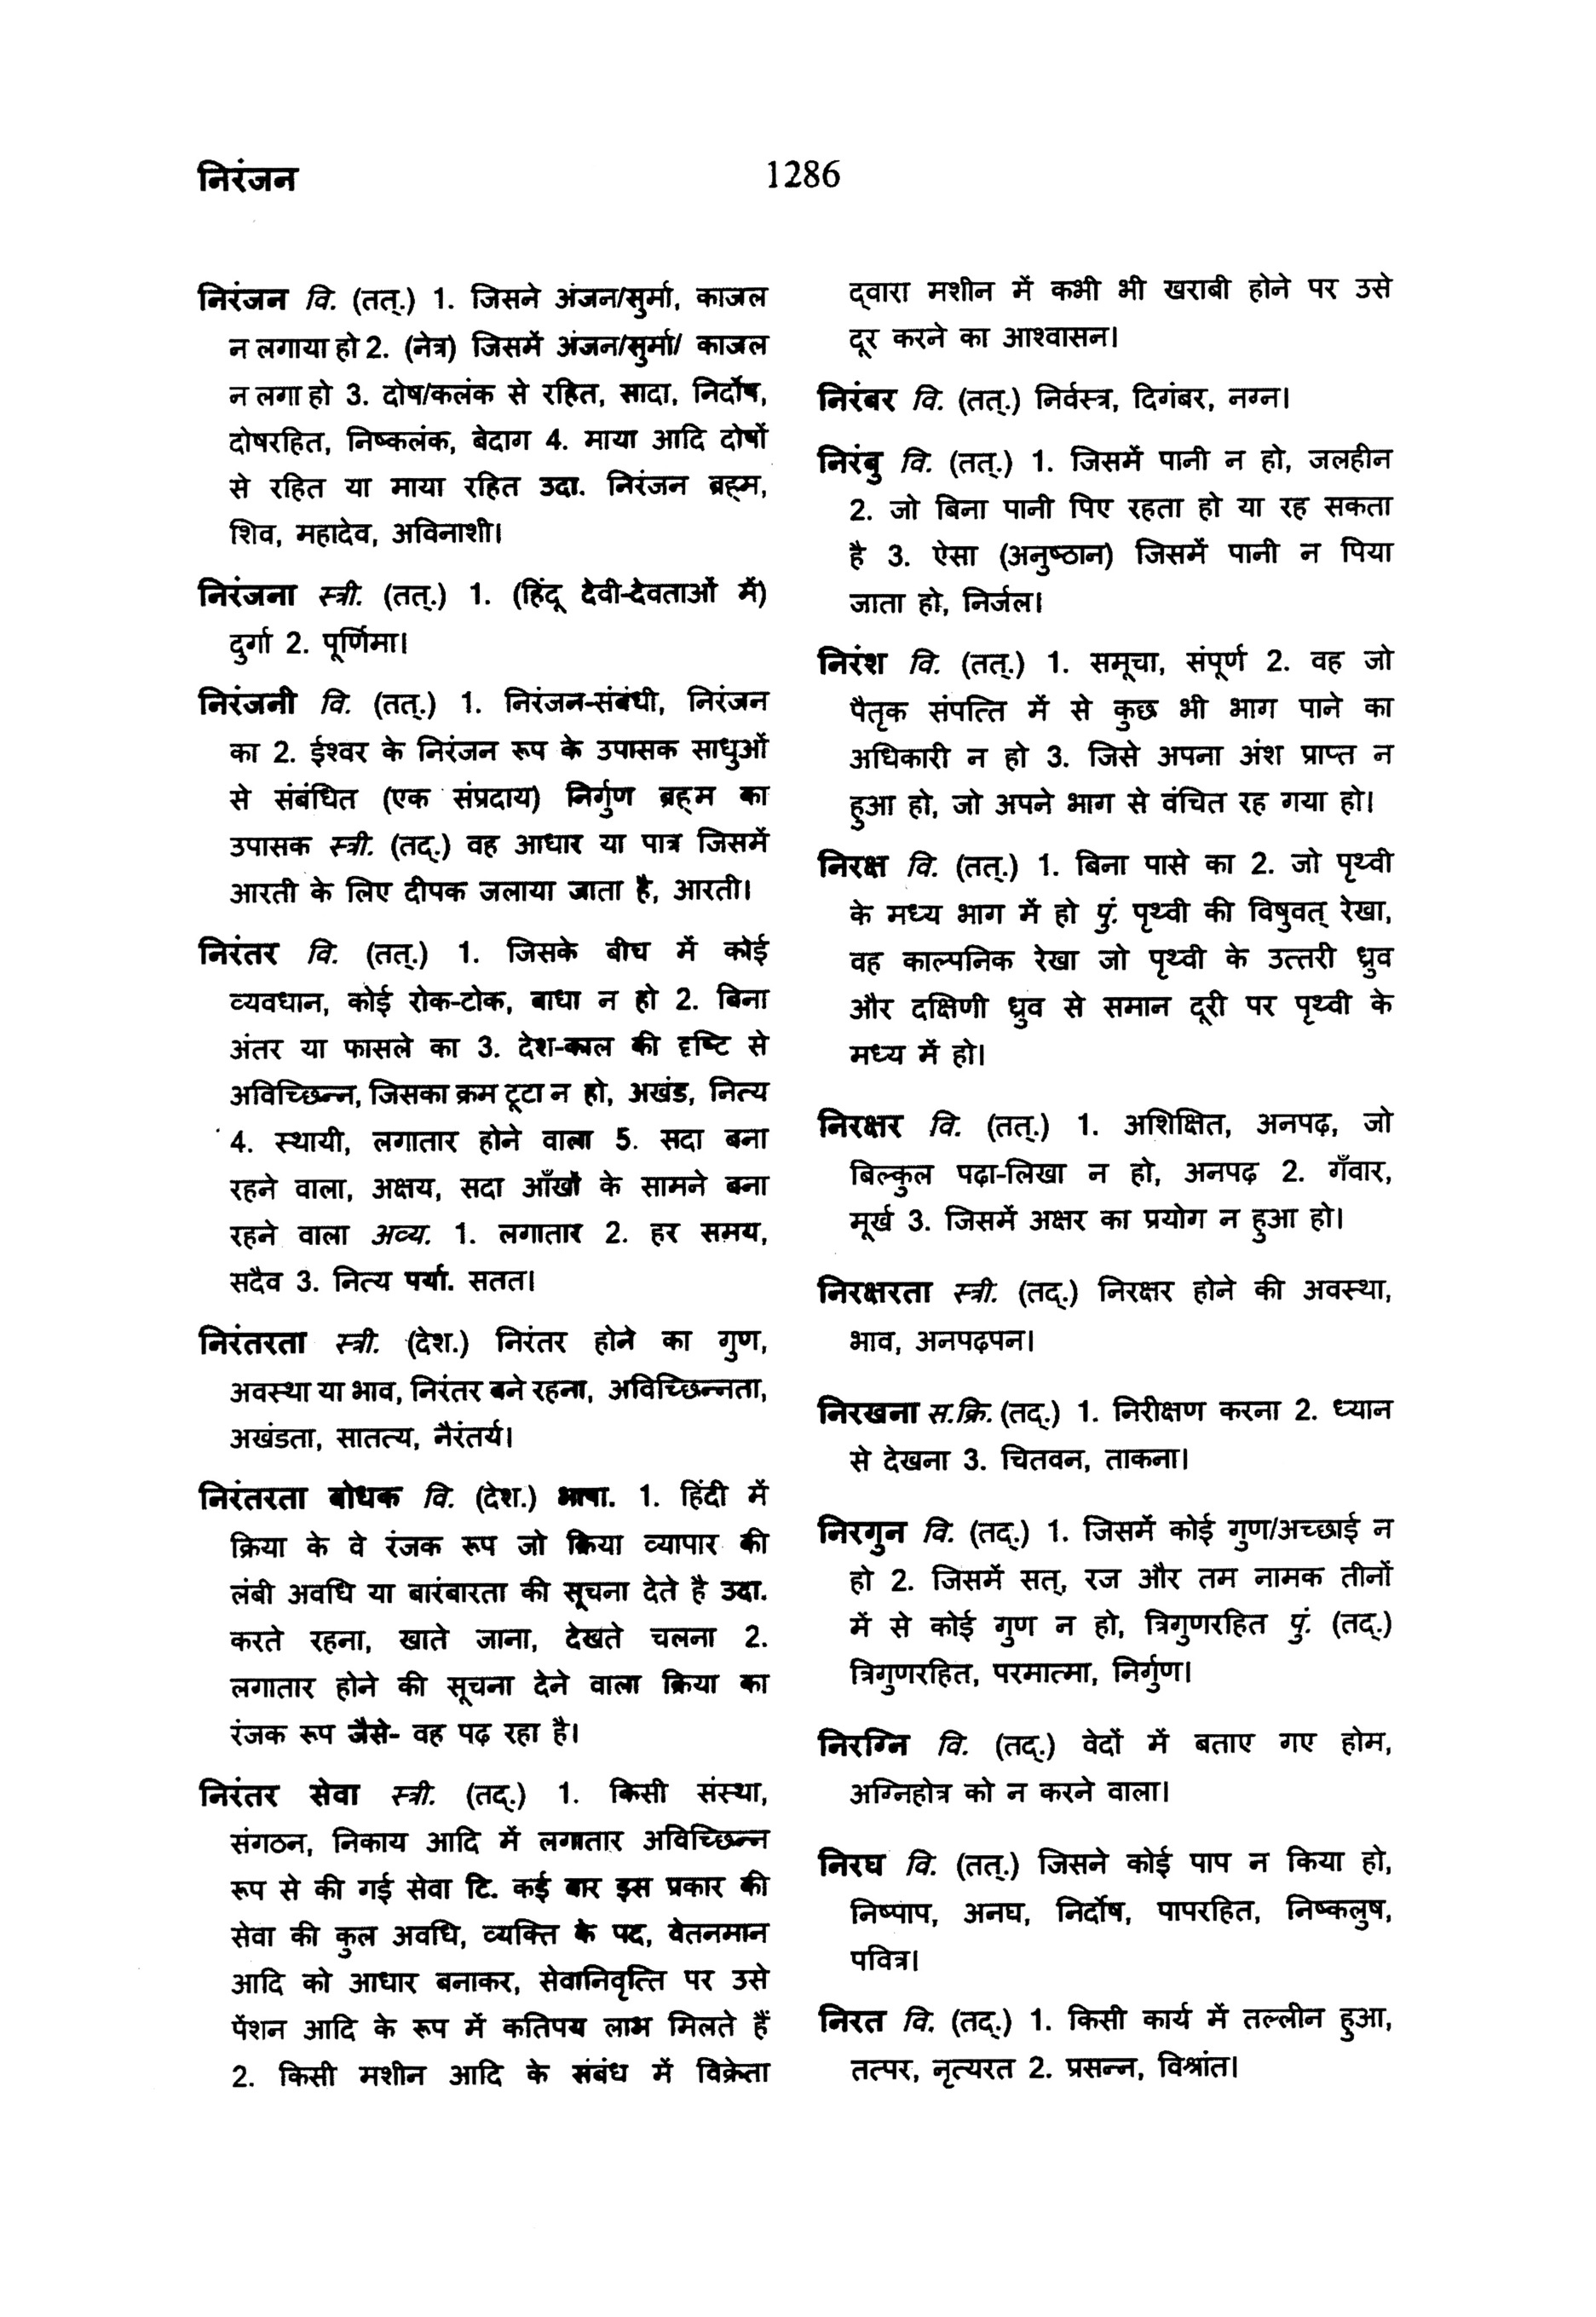 निरंजन
1286
निरंजन वि. (तत्.) 1. जिसने अंजन/सुर्मा, काजल
न लगाया हो 2. (नेत्र) जिसमें अंजन/सुर्मा/ काजल
न लगा हो 3. दोष/कलंक से रहित, सादा, निर्दोष,
दोषरहित, निष्कलंक, बेदाग 4. माया आदि दोषों
से रहित या माया रहित उदा. निरंजन ब्रह्म,
शिव, महादेव, अविनाशी।
निरंजना स्त्री. (तत्.) 1. (हिंदू देवी-देवताओं में)
दुर्गा 2. पूर्णिमा।
निरंजनी वि. (तत्.) 1. निरंजन-संबंधी, निरंजन
का 2. ईश्वर के निरंजन रूप के उपासक साधुओं
से संबंधित (एक संप्रदाय) निर्गुण ब्रह्म का
उपासक स्त्री. (तद्.) वह आधार या पात्र जिसमें
आरती के लिए दीपक जलाया जाता है, आरती।
निरंतर वि. (तत्.) 1. जिसके बीच में कोई
व्यवधान, कोई रोक-टोक, बाधा न हो 2. बिना
अंतर या फासले का 3. देश-काल की दृष्टि से
अविच्छिन्न, जिसका क्रम टूटा न हो, अखंड, नित्य
4. स्थायी, लगातार होने वाला 5. सदा बना
रहने वाला, अक्षय, सदा आँखों के सामने बना
रहने वाला अव्य. 1. लगातार 2. हर समय,
सदैव 3. नित्य पर्या. सतत।
निरंतरता स्त्री. (देश.) निरंतर होने का गुण,
अवस्था या भाव, निरंतर बने रहना, अविच्छिन्नता,
अखंडता, सातत्य, नैरंतर्य।
निरंतरता बोधक वि. (देश.) भाषा. 1. हिंदी में
क्रिया के वे रंजक रूप जो क्रिया व्यापार की
लंबी अवधि या बारंबारता की सूचना देते है उदा.
करते रहना, खाते जाना, देखते चलना 2.
लगातार होने की सूचना देने वाला क्रिया का
रंजक रूप जैसे- वह पढ़ रहा है।
निरंतर सेवा स्त्री. (तद्.) 1. किसी संस्था,
संगठन, निकाय आदि में लगातार अविच्छिन्न
रूप से की गई सेवा टि. कई बार इस प्रकार की
सेवा की कुल अवधि, व्यक्ति के पद, वेतनमान
आदि को आधार बनाकर, सेवानिवृत्ति पर उसे
पेंशन आदि के रूप में कतिपय लाभ मिलते हैं
2. किसी मशीन आदि के संबंध में विक्रेता
द्वारा मशीन में कभी भी खराबी होने पर उसे
दूर करने का आश्वासन।
निरंबर वि. (तत्.) निर्वस्त्र, दिगंबर, नग्न।
निरंबु वि. (तत्.) 1. जिसमें पानी न हो, जलहीन
2. जो बिना पानी पिए रहता हो या रह सकता
है 3. ऐसा (अनुष्ठान) जिसमें पानी न पिया
जाता हो, निर्जल।
निरंश वि. (तत्.) 1. समूचा, संपूर्ण 2. वह जो
पैतृक संपत्ति में से कुछ भी भाग पाने का
अधिकारी न हो 3. जिसे अपना अंश प्राप्त न
हुआ हो, जो अपने भाग से वंचित रह गया हो।
निरक्ष वि. (तत्.) 1. बिना पासे का 2. जो पृथ्वी
के मध्य भाग में हो पुं. पृथ्वी की विषुवत् रेखा,
वह काल्पनिक रेखा जो पृथ्वी के उत्तरी ध्रुव
और दक्षिणी ध्रुव से समान दूरी पर पृथ्वी के
मध्य में हो।
निरक्षर वि. (तत्.) 1. अशिक्षित, अनपढ़, जो
बिल्कुल पढ़ा-लिखा न हो, अनपढ़ 2. गँवार,
मूर्ख 3. जिसमें अक्षर का प्रयोग न हुआ हो।
निरक्षरता स्त्री. (तद्.) निरक्षर होने की अवस्था,
भाव, अनपढ़पन।
निरखना स.क्रि. (तद्.) 1. निरीक्षण करना 2. ध्यान
से देखना 3. चितवन, ताकना।
निरगुन वि. (तद्.) 1. जिसमें कोई गुण/अच्छाई न
हो 2. जिसमें सत्, रज और तम नामक तीनों
में से कोई गुण न हो, त्रिगुणरहित पुं. (तद्.)
त्रिगुणरहित, परमात्मा, निर्गुण।
निरग्नि वि. (तद्.) वेदों में बताए गए होम,
अग्निहोत्र को न करने वाला।
निरघ वि. (तत्.) जिसने कोई पाप न किया हो,
निष्पाप, अनघ, निर्दोष, पापरहित, निष्कलुष,
पवित्र।
निरत वि. (तद्.) 1. किसी कार्य में तल्लीन हुआ,
तत्पर, नृत्यरत 2. प्रसन्न, विश्रांत।